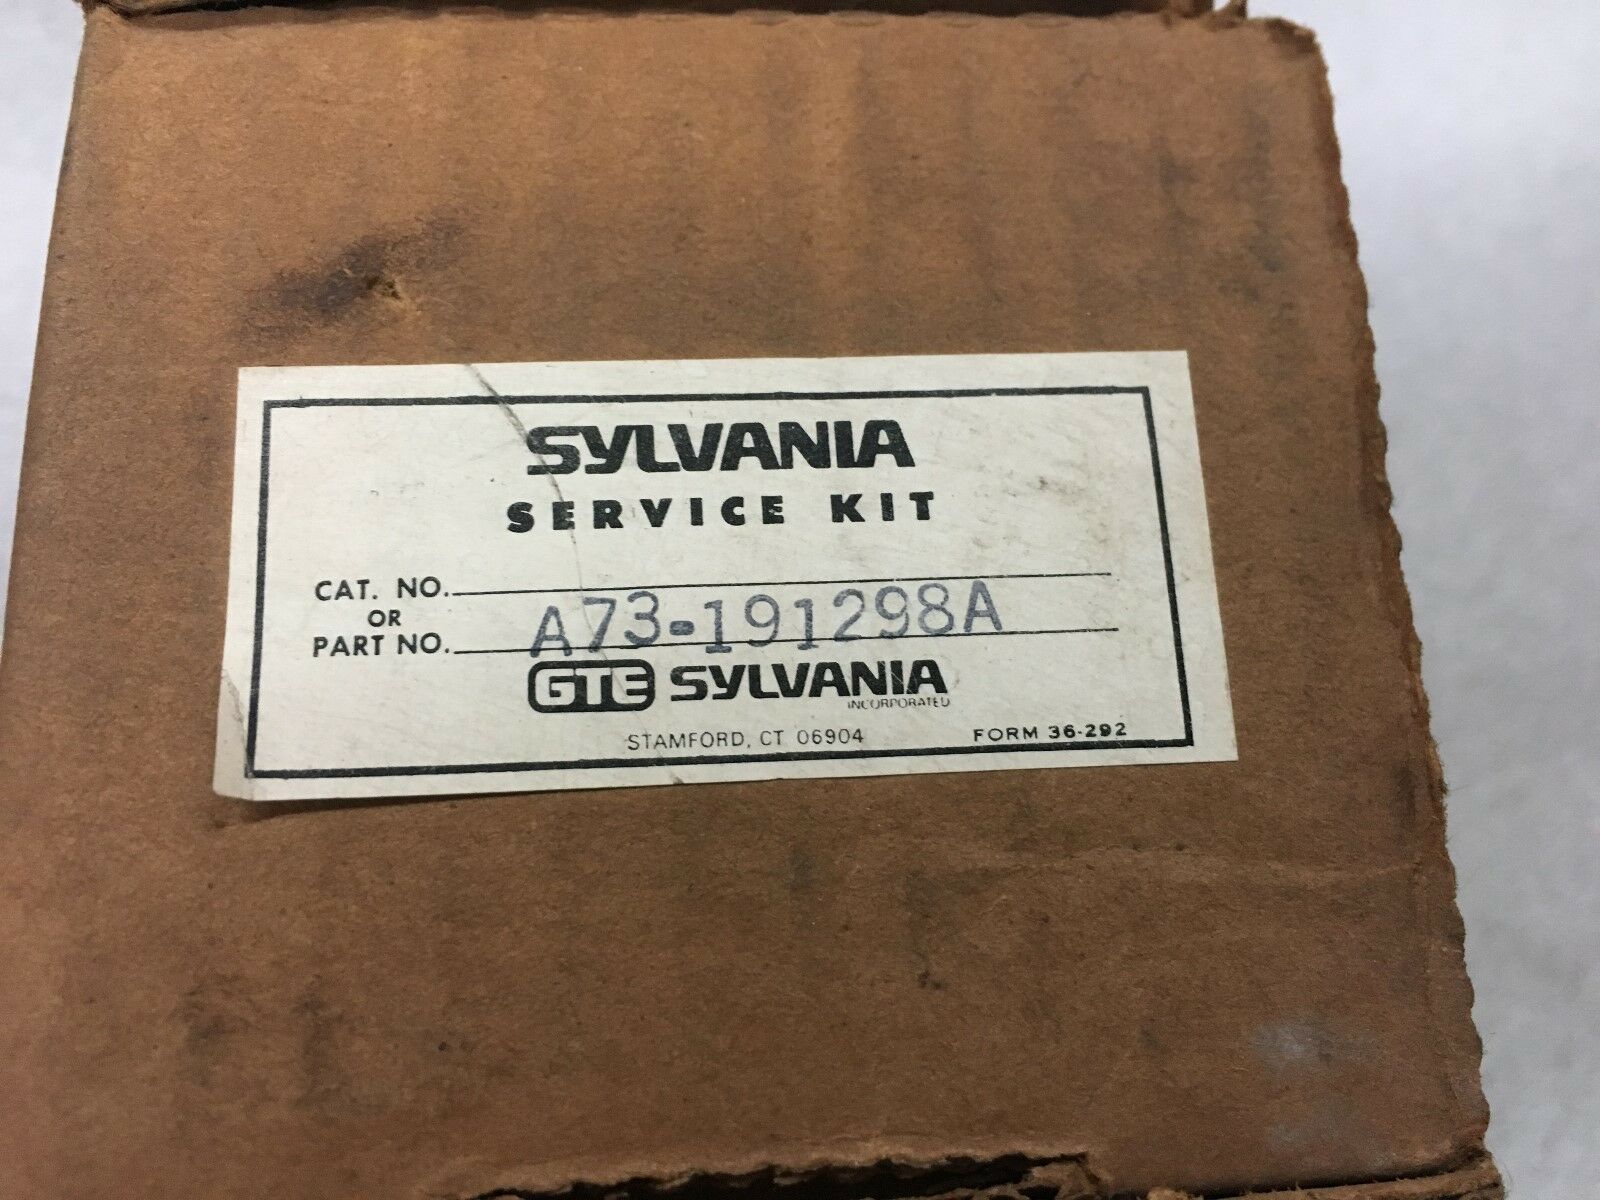 SYLVANIA
SERVICE KIT
CAT. NO.
OR
PART NO. A73-191298A
GTE SYLVANIA
INCORPORATED
STAMFORD, CT 06904 FORM 36-292